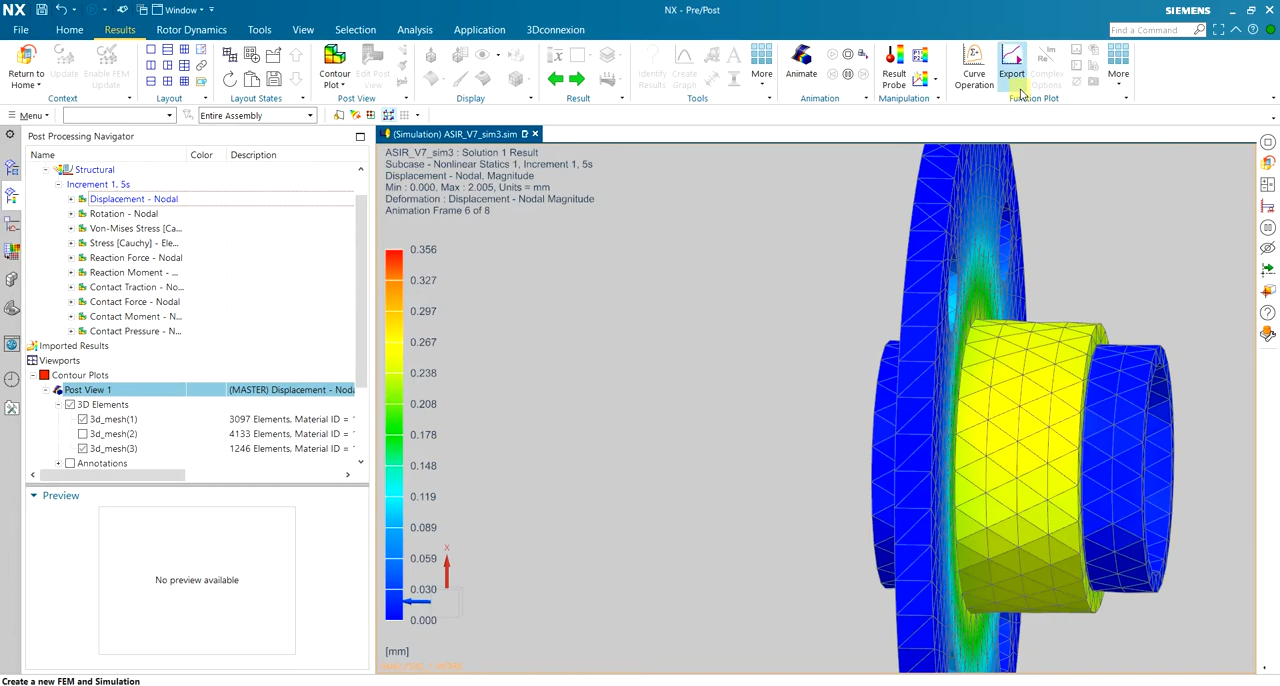 NX
Window
NX - Pre/Post
SIEMENS
File
Home
Results
Rotor Dynamics
Tools
View
Selection
Analysis
Application
3Dconnexion
Find a Command
Return to
Home
Update
Enable FEM
Update
Contour
Plot
Edit Post
View
Identify
Results
Create
Graph
More
Animate
Result
Probe
Curve
Operation
Export
Complex
Options
More
Context
Layout
Layout States
Post View
Display
Result
Tools
Animation
Manipulation
Function Plot
Menu
Entire Assembly
Post Processing Navigator
(Simulation) ASIR_V7_sim3.sim
Name
Color
Description
Structural
Increment 1, 5s
Displacement - Nodal
Rotation - Nodal
Von-Mises Stress [Ca...
Stress [Cauchy] - Ele...
Reaction Force - Nodal
Reaction Moment - ...
Contact Traction - No...
Contact Force - Nodal
Contact Moment - N...
Contact Pressure - N...
Imported Results
Viewports
Contour Plots
Post View 1 (MASTER) Displacement - Noda
3D Elements
3d_mesh(1) 3097 Elements, Material ID =
3d_mesh(2) 4133 Elements, Material ID =
3d_mesh(3) 1246 Elements, Material ID =
Annotations
Preview
No preview available
ASIR_V7_sim3 : Solution 1 Result
Subcase - Nonlinear Statics 1, Increment 1, 5s
Displacement - Nodal, Magnitude
Min : 0.000, Max : 2.005, Units = mm
Deformation : Displacement - Nodal Magnitude
Animation Frame 6 of 8
0.356
0.327
0.297
0.267
0.238
0.208
0.178
0.148
0.119
0.089
0.059
0.030
0.000
X
[mm]
Create a new FEM and Simulation